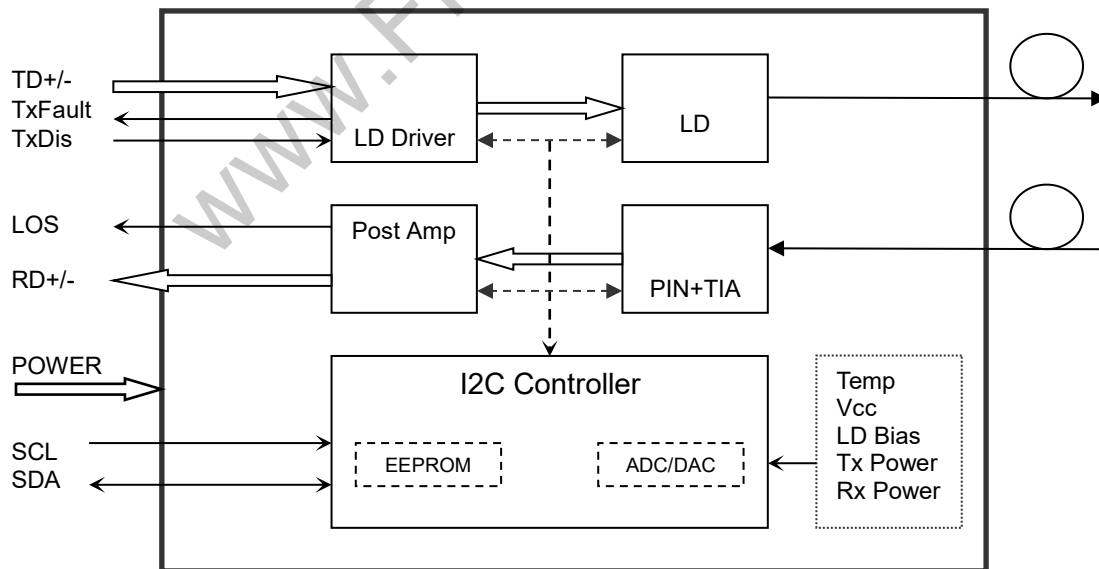 TD+/-
TxFault
TxDis
LD Driver
LD
LOS
RD+/-
Post Amp
PIN+TIA
POWER
SCL
SDA
I2C Controller
EEPROM
ADC/DAC
Temp
Vcc
LD Bias
Tx Power
Rx Power
www.F